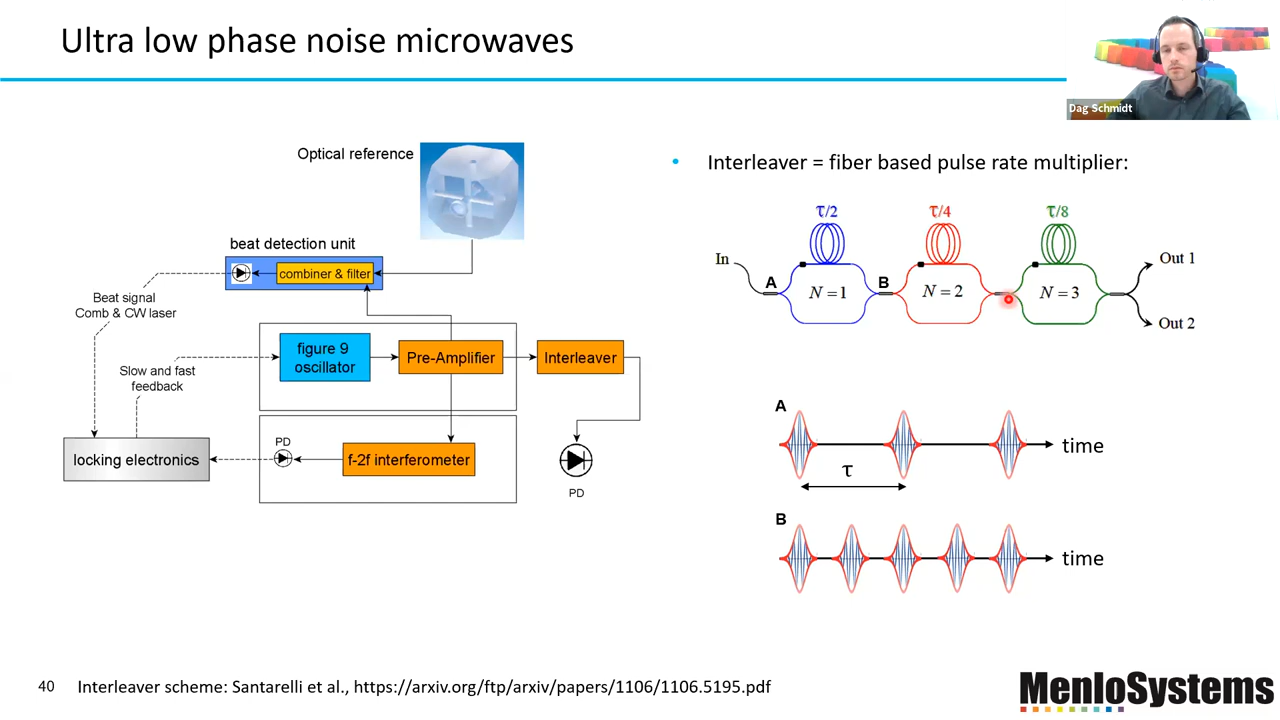 Ultra low phase noise microwaves
Dag Schmidt
Optical reference
beat detection unit
combiner & filter
Beat signal
Comb & CW laser
Slow and fast
feedback
figure 9
oscillator
Pre-Amplifier
Interleaver
locking electronics
PD
f-2f interferometer
PD
• Interleaver = fiber based pulse rate multiplier:
τ/2
τ/4
τ/8
In
A
B
N = 1
N = 2
N = 3
Out 1
Out 2
A
time
τ
B
time
40
Interleaver scheme: Santarelli et al., https://arxiv.org/ftp/arxiv/papers/1106/1106.5195.pdf
MenloSystems